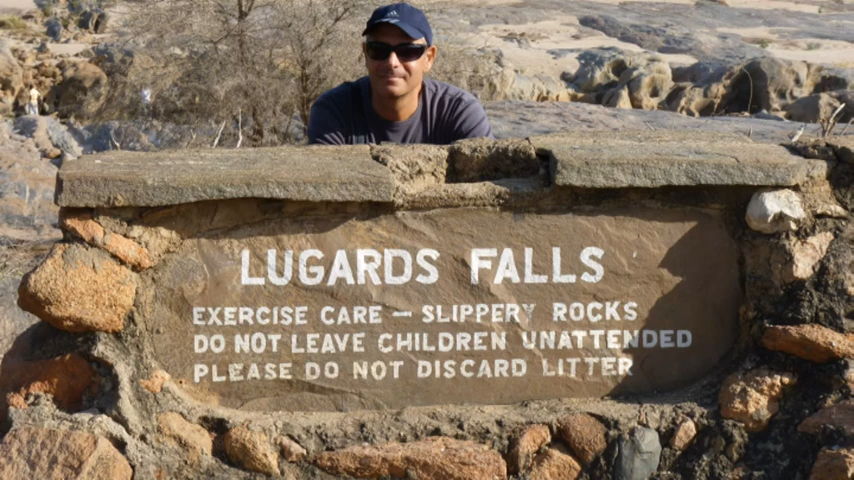 LUGARDS FALLS
EXERCISE CARE — SLIPPERY ROCKS
DO NOT LEAVE CHILDREN UNATTENDED
PLEASE DO NOT DISCARD LITTER